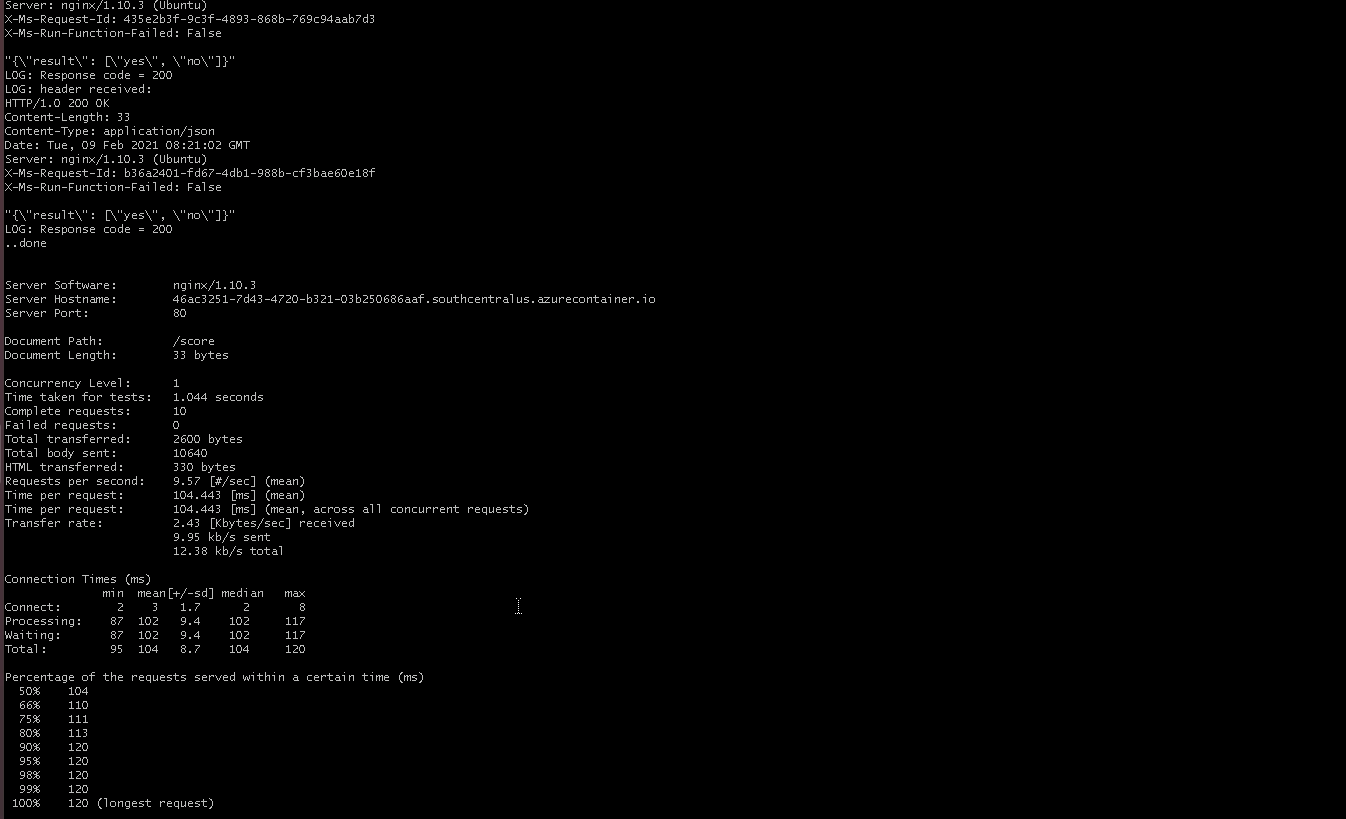 Server: nginx/1.10.3 (Ubuntu)
X-Ms-Request-Id: 435e2b3f-9c3f-4893-868b-769c94aab7d3
X-Ms-Run-Function-Failed: False

"{\"result\": [\"yes\", \"no\"]}"
LOG: Response code = 200
LOG: header received:
HTTP/1.0 200 OK
Content-Length: 33
Content-Type: application/json
Date: Tue, 09 Feb 2021 08:21:02 GMT
Server: nginx/1.10.3 (Ubuntu)
X-Ms-Request-Id: b36a2401-fd67-4db1-988b-cf3bae60e18f
X-Ms-Run-Function-Failed: False

"{\"result\": [\"yes\", \"no\"]}"
LOG: Response code = 200
..done


Server Software:        nginx/1.10.3
Server Hostname:        46ac3251-7d43-4720-b321-03b250686aaf.southcentralus.azurecontainer.io
Server Port:            80

Document Path:          /score
Document Length:        33 bytes

Concurrency Level:      1
Time taken for tests:   1.044 seconds
Complete requests:      10
Failed requests:        0
Total transferred:      2600 bytes
Total body sent:        10640
HTML transferred:       330 bytes
Requests per second:    9.57 [#/sec] (mean)
Time per request:       104.443 [ms] (mean)
Time per request:       104.443 [ms] (mean, across all concurrent requests)
Transfer rate:          2.43 [Kbytes/sec] received
                        9.95 kb/s sent
                        12.38 kb/s total

Connection Times (ms)
              min  mean[+/-sd] median   max
Connect:        2    3   1.7      2       8
Processing:    87  102   9.4    102     117
Waiting:       87  102   9.4    102     117
Total:         95  104   8.7    104     120

Percentage of the requests served within a certain time (ms)
  50%    104
  66%    110
  75%    111
  80%    113
  90%    120
  95%    120
  98%    120
  99%    120
 100%    120 (longest request)